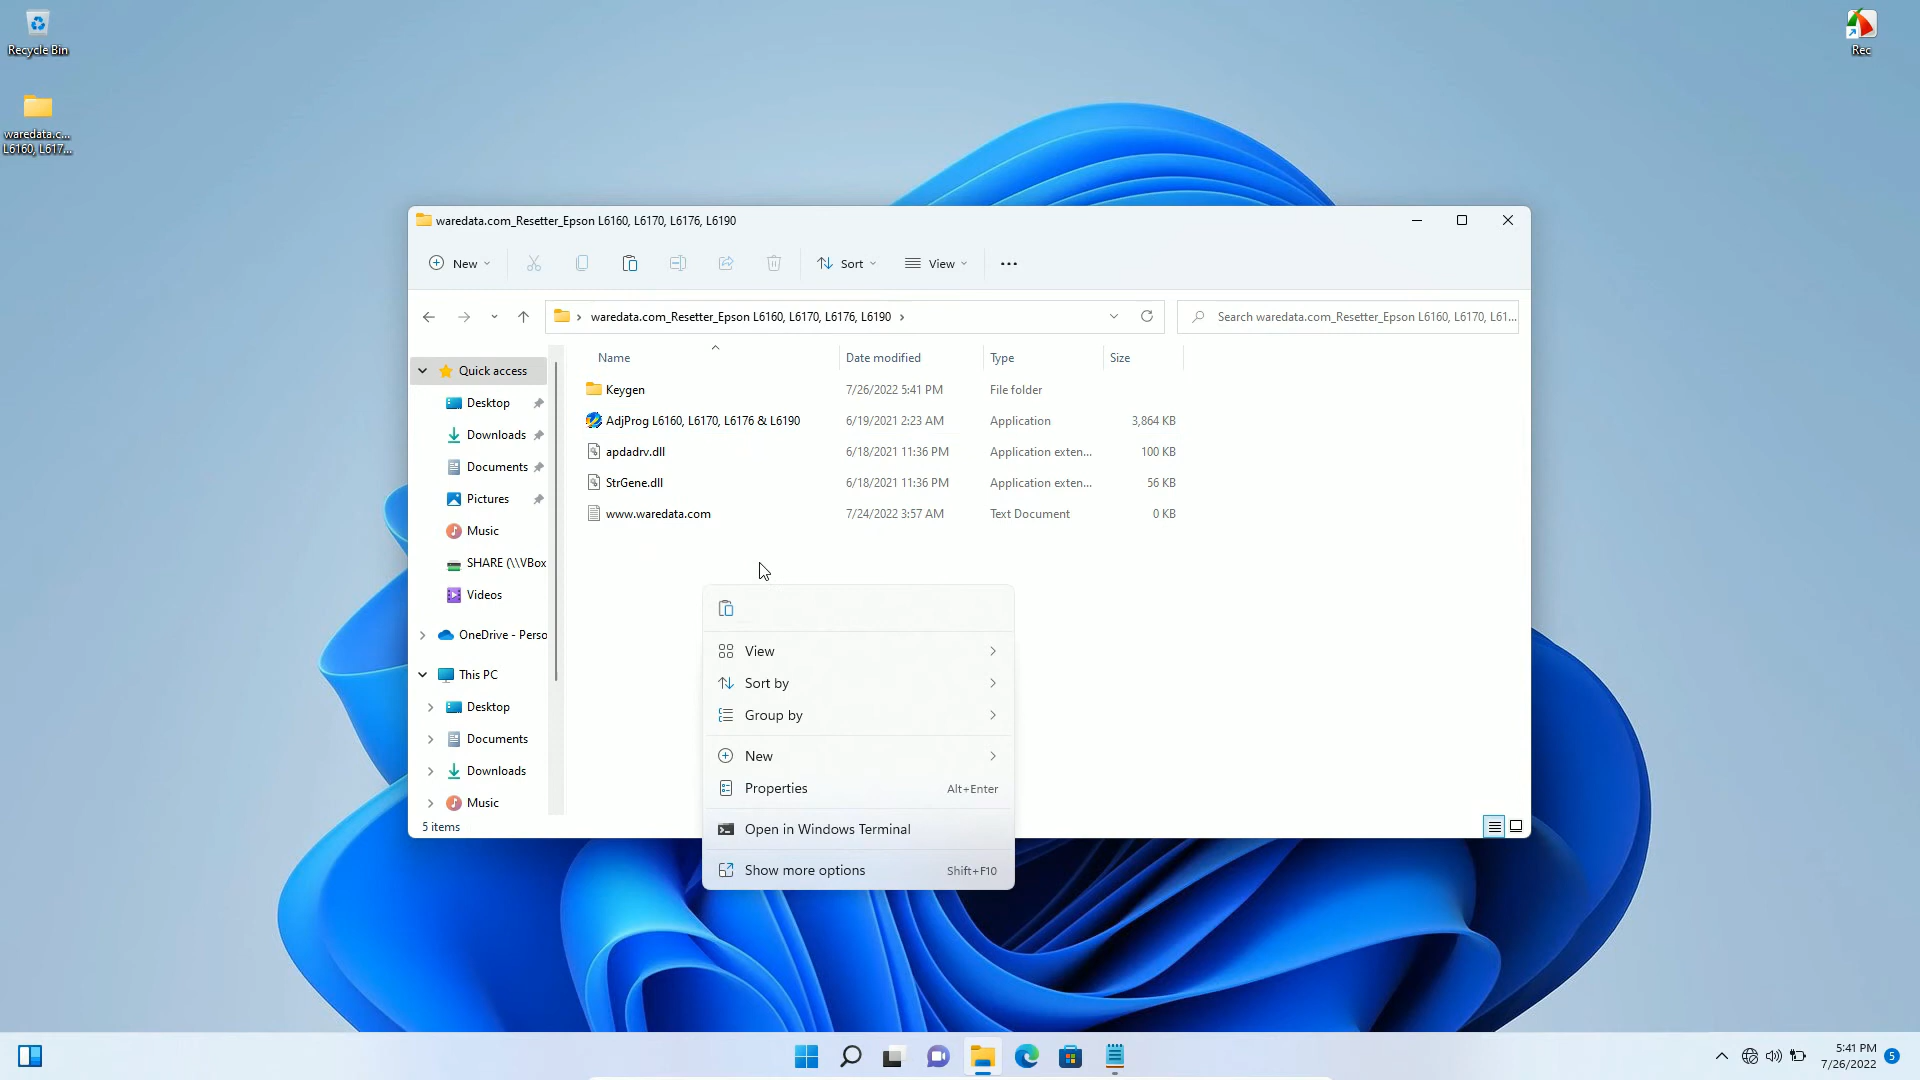 Recycle Bin
waredata.c...
L6160, L617...
Rec
waredata.com_Resetter_Epson L6160, L6170, L6176, L6190
New
Sort
View
waredata.com_Resetter_Epson L6160, L6170, L6176, L6190
Search waredata.com_Resetter_Epson L6160, L6170, L61...
Name Date modified Type Size
Keygen 7/26/2022 5:41 PM File folder
AdjProg L6160, L6170, L6176 & L6190 6/19/2021 2:23 AM Application 3,864 KB
apdadrv.dll 6/18/2021 11:36 PM Application exten... 100 KB
StrGene.dll 6/18/2021 11:36 PM Application exten... 56 KB
www.waredata.com 7/24/2022 3:57 AM Text Document 0 KB
Quick access
Desktop
Downloads
Documents
Pictures
Music
SHARE (\\VBox
Videos
OneDrive - Perso
This PC
Desktop
Documents
Downloads
Music
5 items
View
Sort by
Group by
New
Properties Alt+Enter
Open in Windows Terminal
Show more options Shift+F10
5:41 PM
7/26/2022
5